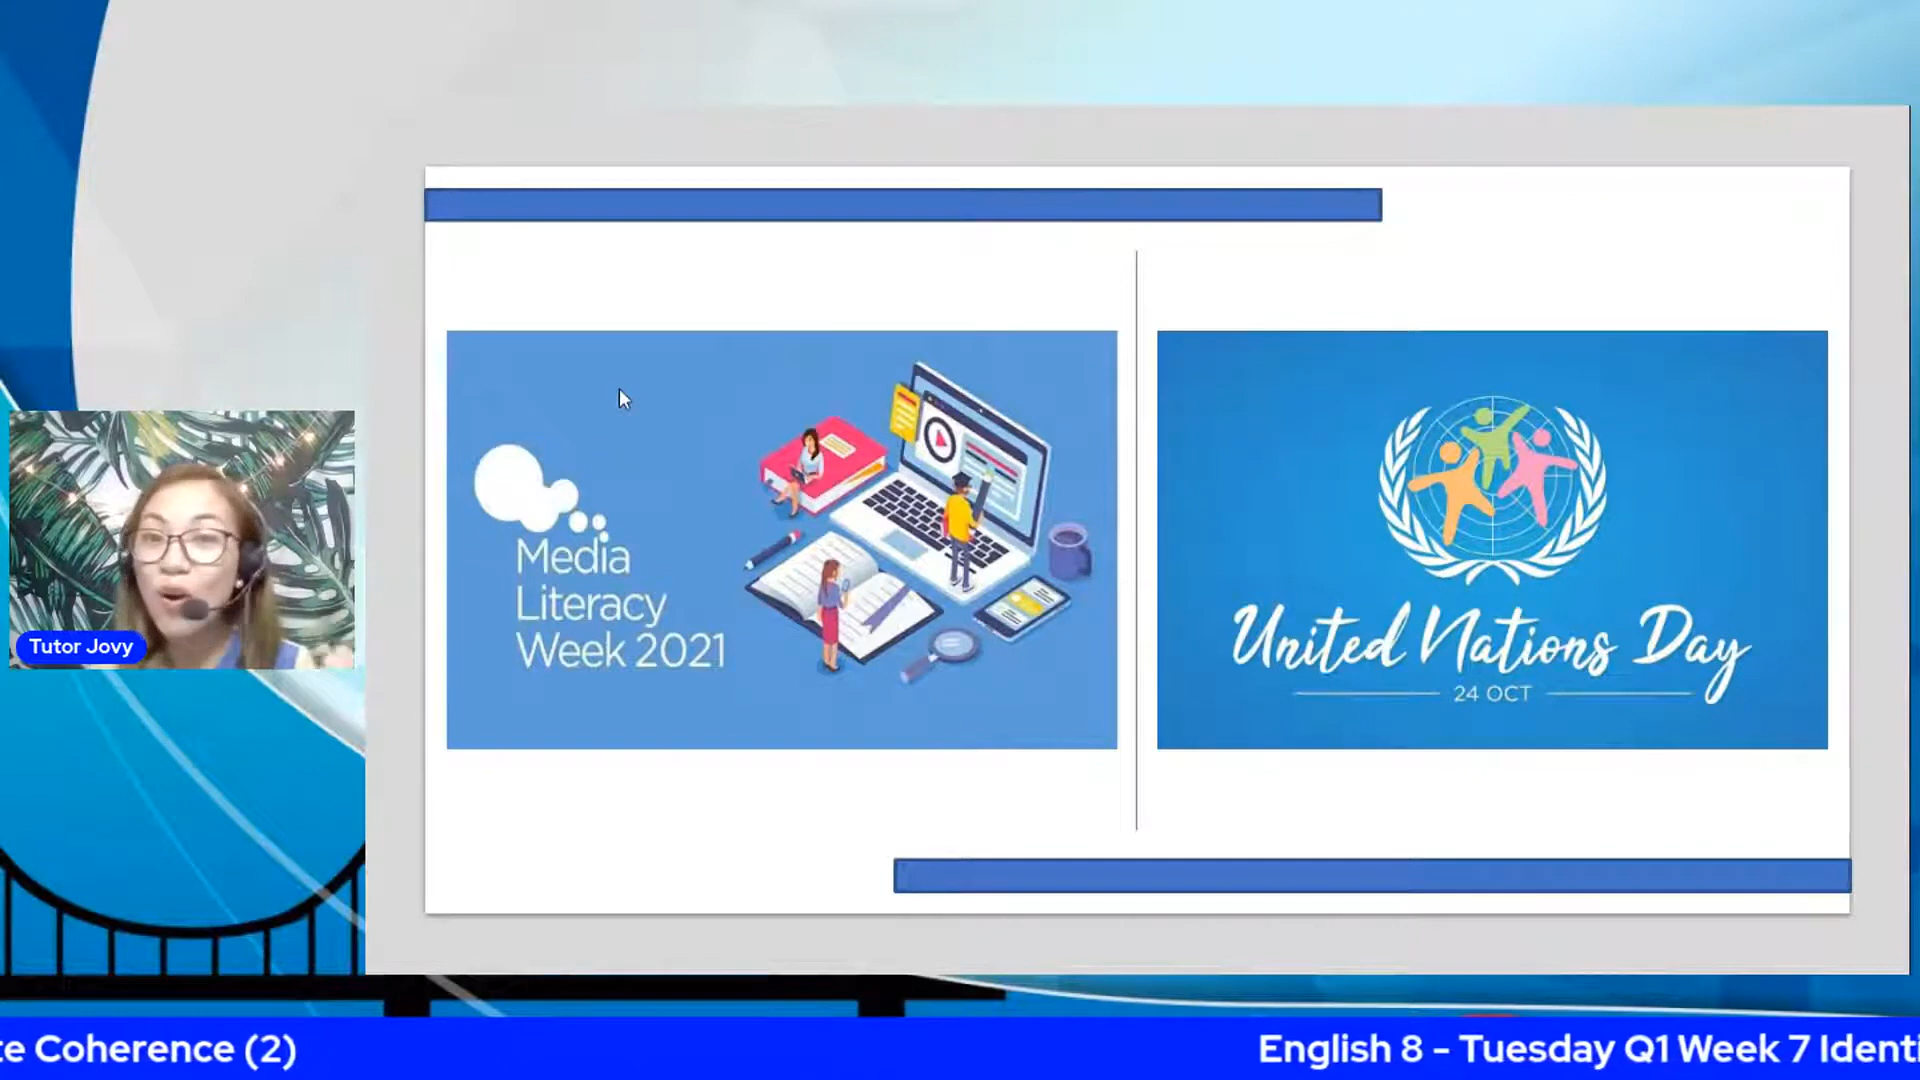 Media
Literacy
Week 2021
United Nations Day
24 OCT
Tutor Jovy
te Coherence (2)
English 8 - Tuesday Q1 Week 7 Identi